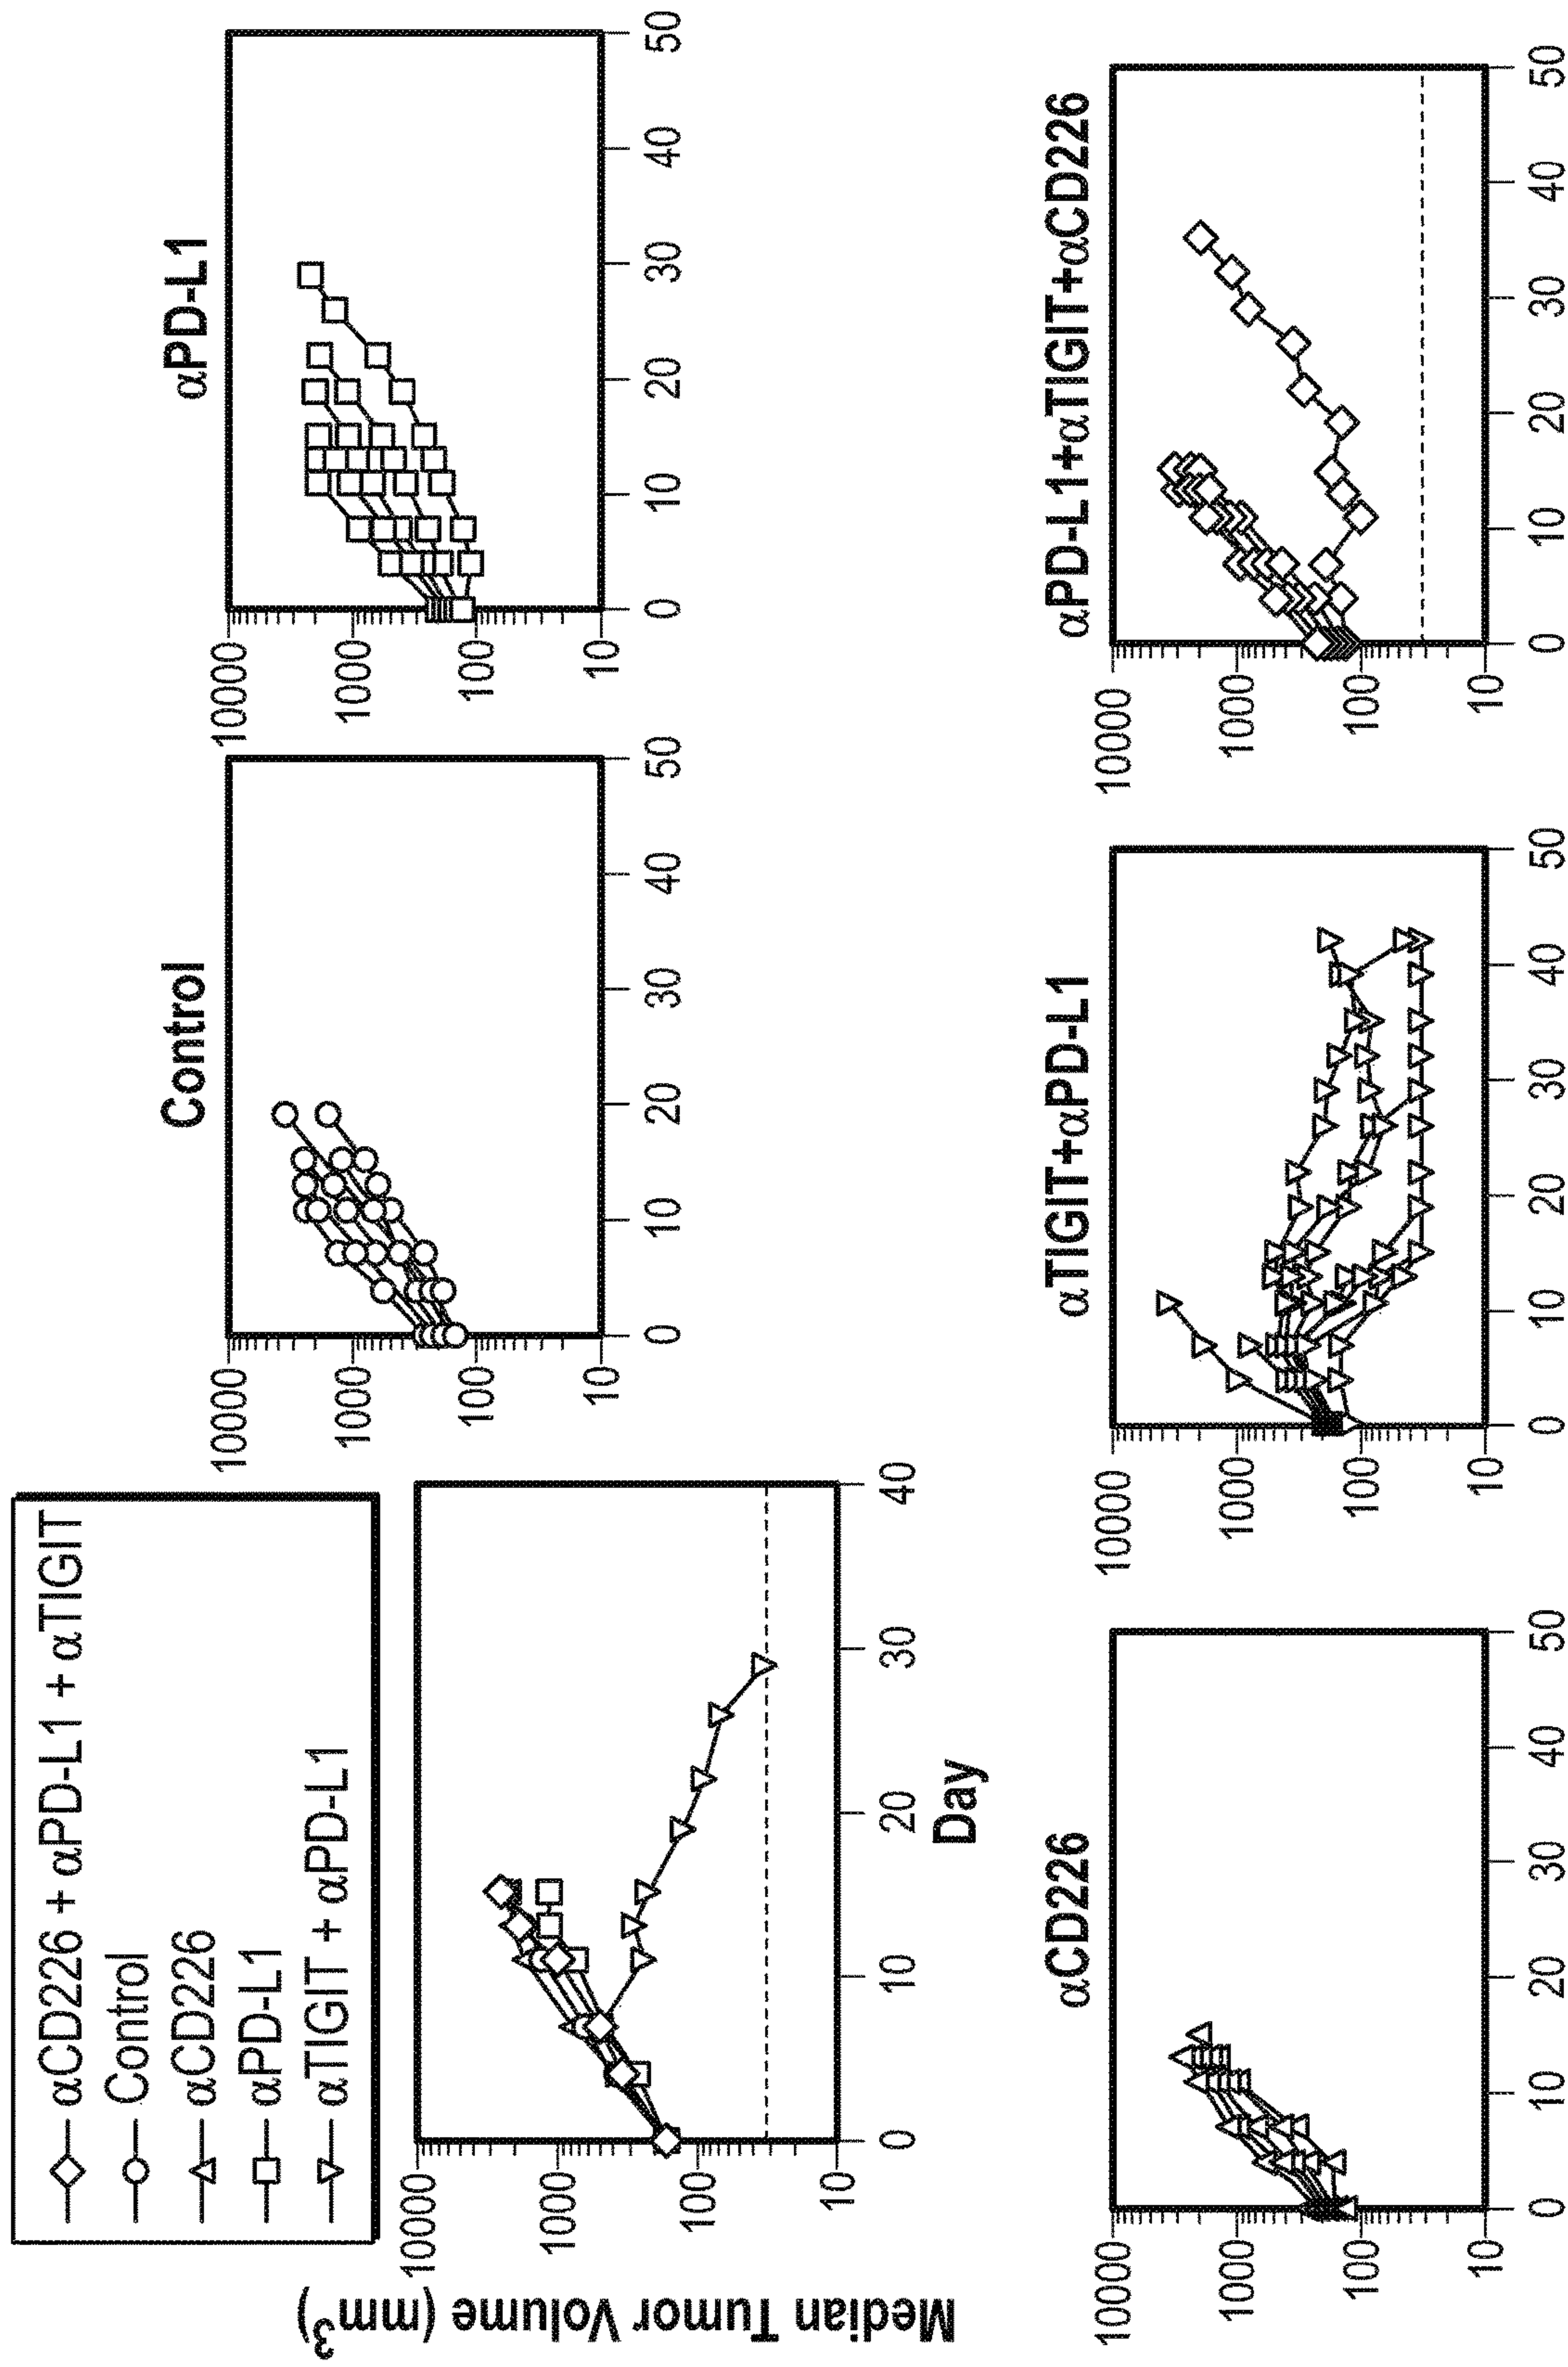 αCD226 + αPD-L1 + αTIGIT
Control
αCD226
αPD-L1
αTIGIT + αPD-L1
Median Tumor Volume (mm3)
10000
1000
100
10
0 10 20 30 40
Day
Control
10000
1000
100
10
0 10 20 30 40 50
αPD-L1
10000
1000
100
10
0 10 20 30 40 50
αCD226
10000
1000
100
10
0 10 20 30 40 50
αTIGIT+αPD-L1
10000
1000
100
10
0 10 20 30 40 50
αPD-L1+αTIGIT+αCD226
10000
1000
100
10
0 10 20 30 40 50